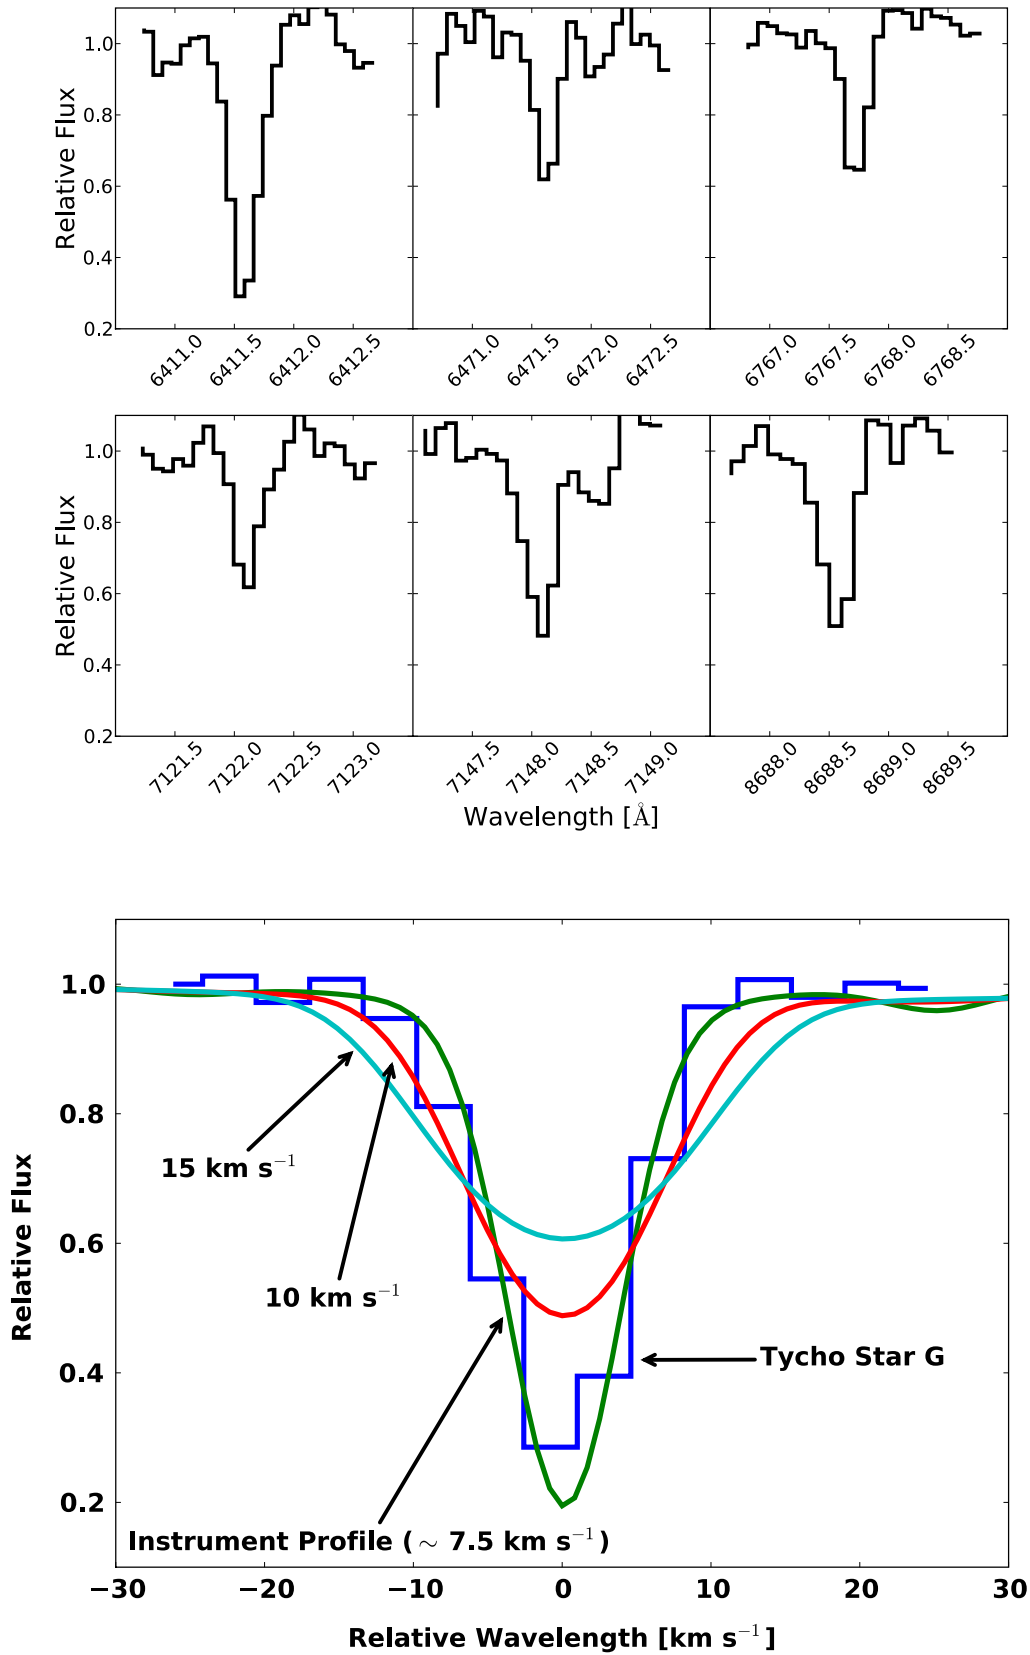 1.0
0.8
0.6
0.4
0.2
Relative Flux
6411.0 6411.5 6412.0 6412.5
6471.0 6471.5 6472.0 6472.5
6767.0 6767.5 6768.0 6768.5
1.0
0.8
0.6
0.4
0.2
Relative Flux
7121.5 7122.0 7122.5 7123.0
7147.5 7148.0 7148.5 7149.0
8688.0 8688.5 8689.0 8689.5
Wavelength [Å]
1.0
0.8
0.6
0.4
0.2
Relative Flux
15 km s⁻¹
10 km s⁻¹
Tycho Star G
Instrument Profile (∼ 7.5 km s⁻¹)
−30 −20 −10 0 10 20 30
Relative Wavelength [km s⁻¹]